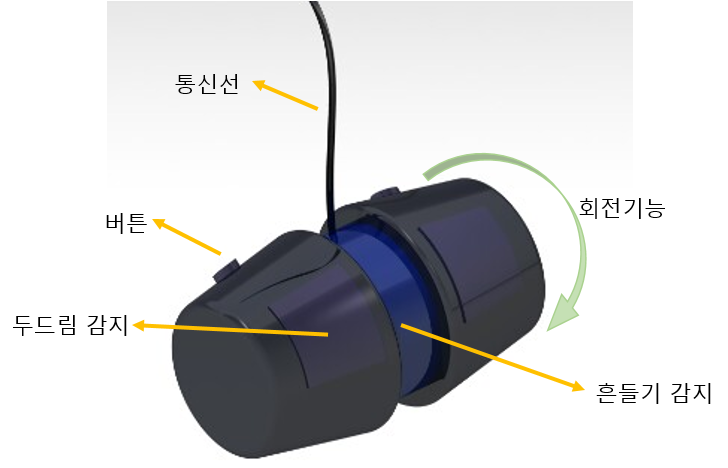 통신선
버튼
회전기능
두드림 감지
흔들기 감지